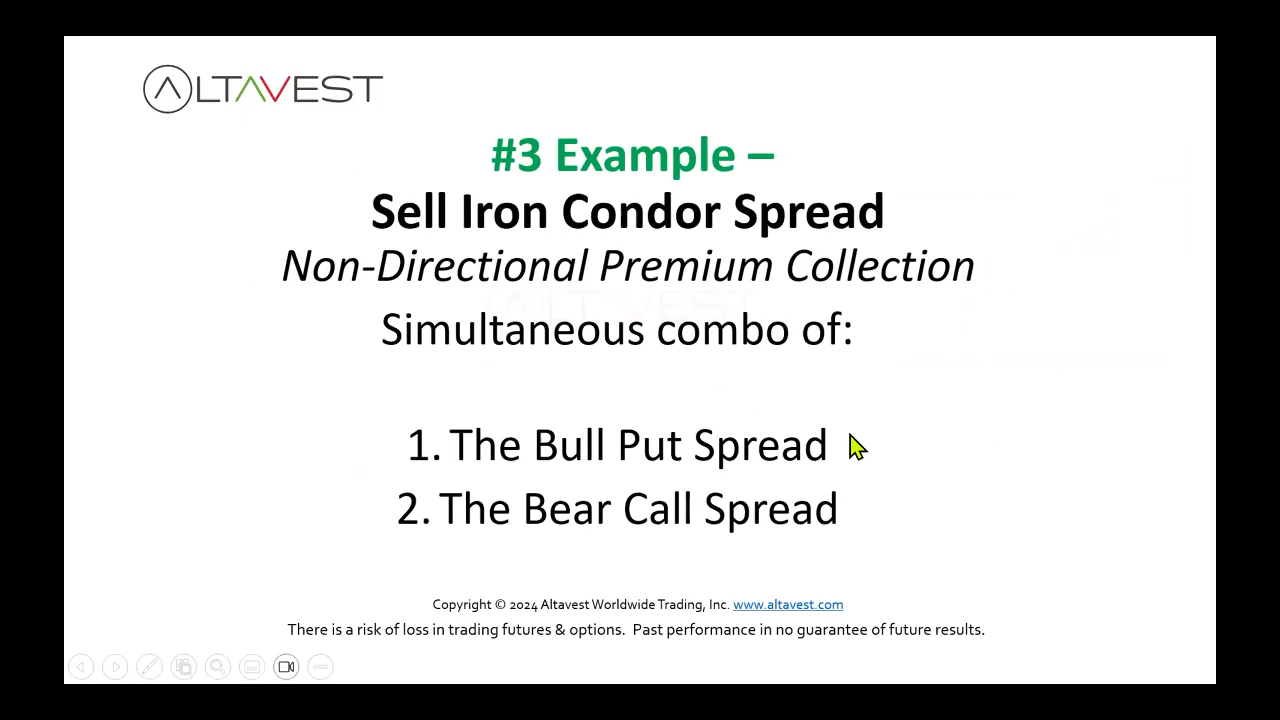 ALTAVEST
#3 Example –
Sell Iron Condor Spread
Non-Directional Premium Collection
Simultaneous combo of:
1. The Bull Put Spread
2. The Bear Call Spread
Copyright © 2024 Altavest Worldwide Trading, Inc. www.altavest.com
There is a risk of loss in trading futures & options.  Past performance in no guarantee of future results.